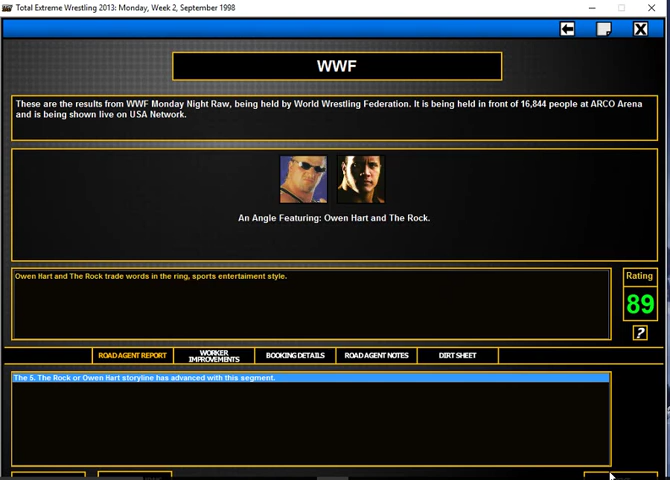 Total Extreme Wrestling 2013: Monday, Week 2, September 1998
WWF
These are the results from WWF Monday Night Raw, being held by World Wrestling Federation. It is being held in front of 16,844 people at ARCO Arena
and is being shown live on USA Network.
An Angle Featuring: Owen Hart and The Rock.
Owen Hart and The Rock trade words in the ring, sports entertaiment style.
Rating
89
?
ROAD AGENT REPORT
WORKER
IMPROVEMENTS
BOOKING DETAILS
ROAD AGENT NOTES
DIRT SHEET
The 5. The Rock or Owen Hart storyline has advanced with this segment.